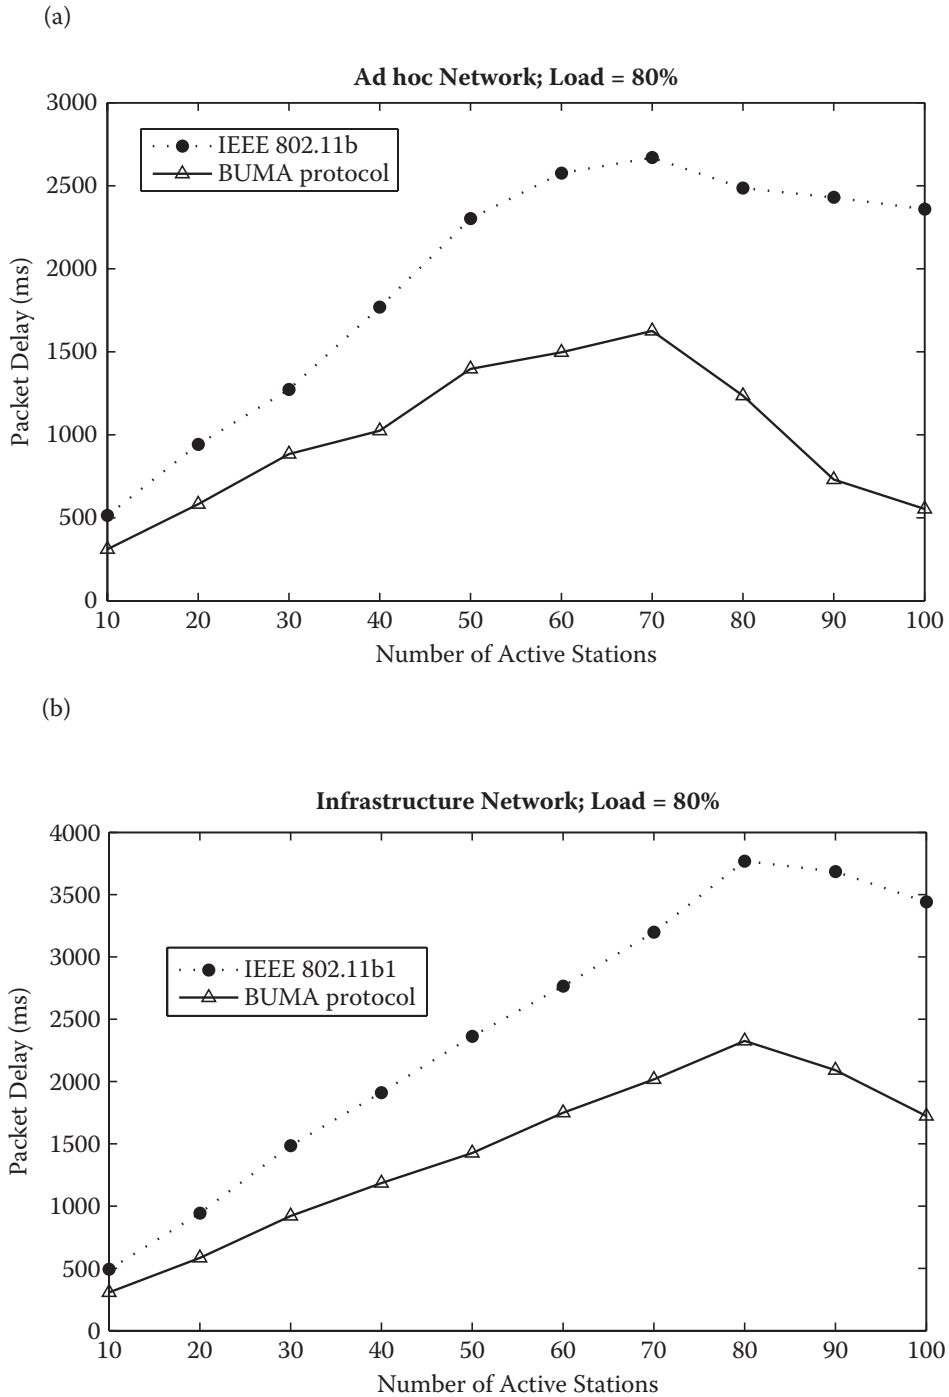 (a)
Ad hoc Network; Load = 80%
3000
2500
2000
1500
1000
500
0
Packet Delay (ms)
IEEE 802.11b
BUMA protocol
10 20 30 40 50 60 70 80 90 100
Number of Active Stations
(b)
Infrastructure Network; Load = 80%
4000
3500
3000
2500
2000
1500
1000
500
0
Packet Delay (ms)
IEEE 802.11b1
BUMA protocol
10 20 30 40 50 60 70 80 90 100
Number of Active Stations